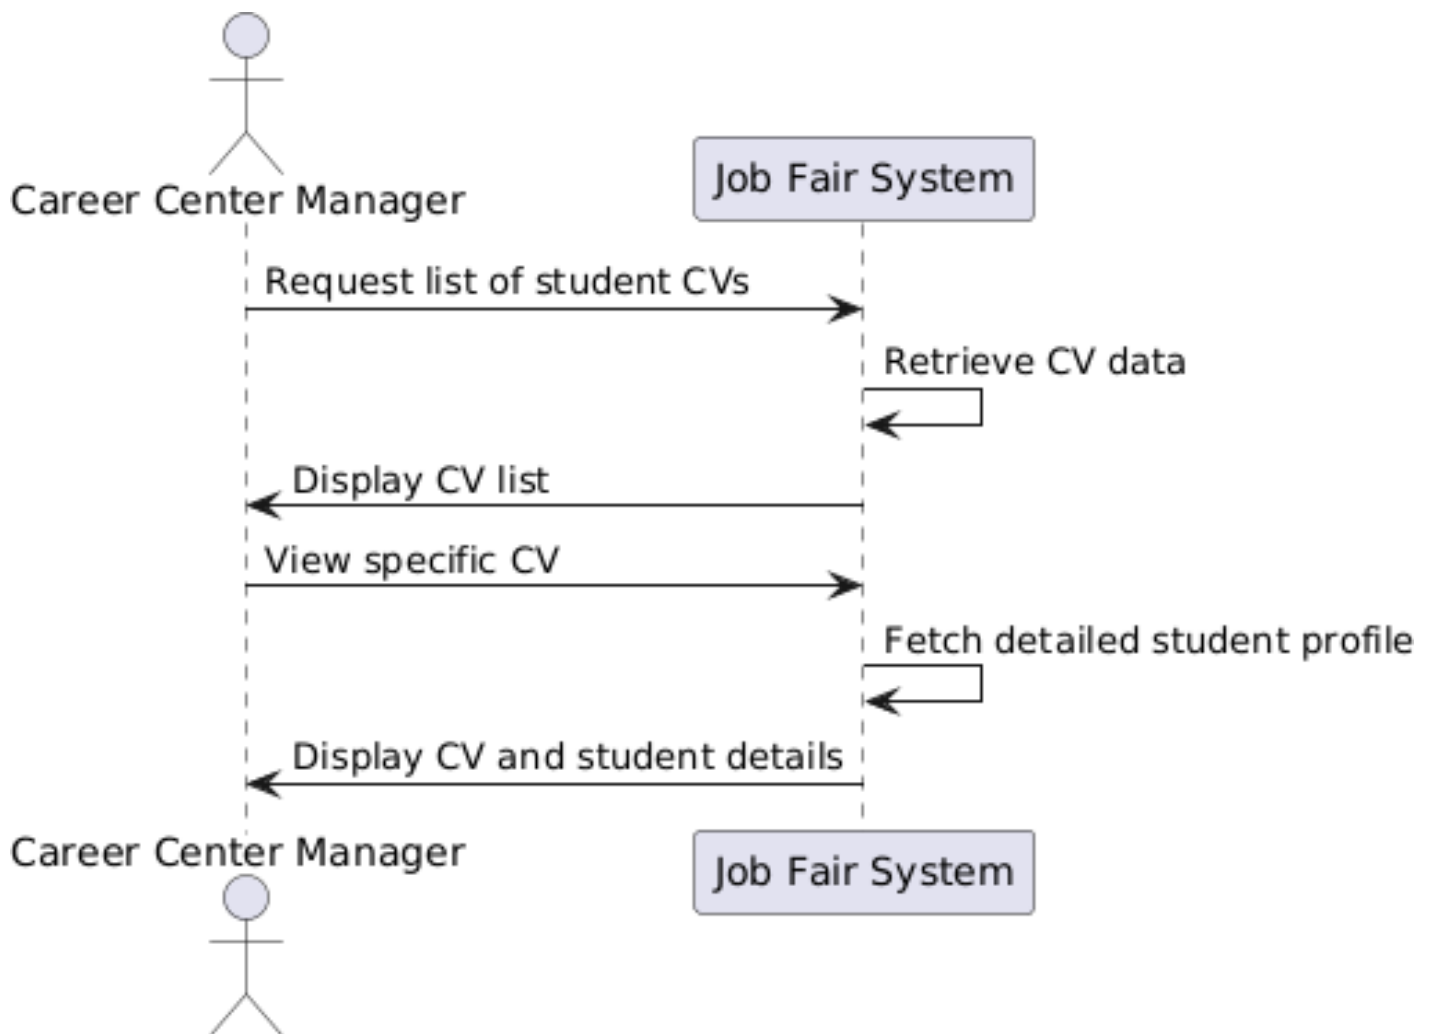 Career Center Manager
Job Fair System
Request list of student CVs
Retrieve CV data
Display CV list
View specific CV
Fetch detailed student profile
Display CV and student details
Career Center Manager
Job Fair System